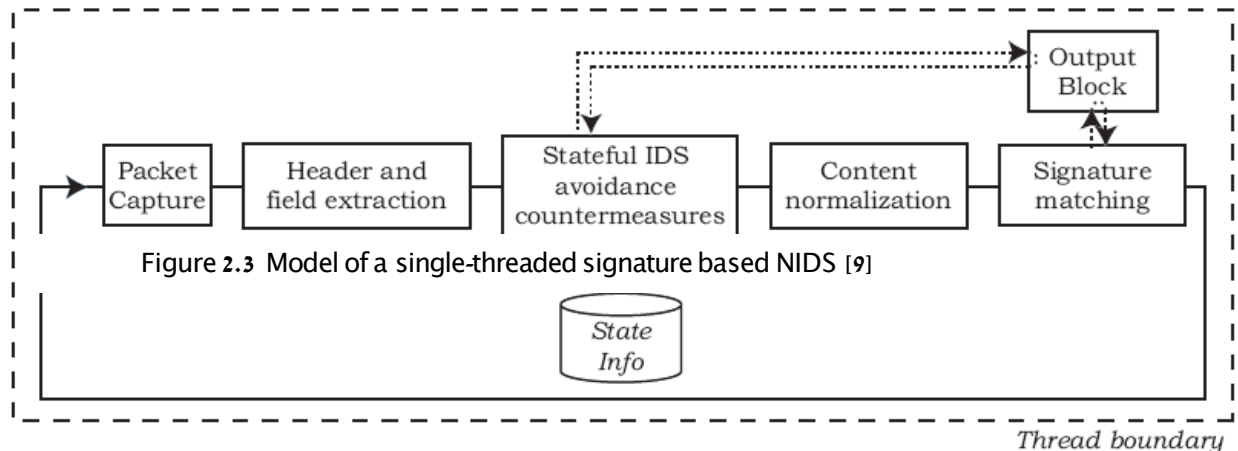 Output
Block
Packet
Capture
Header and
field extraction
Stateful IDS
avoidance
countermeasures
Content
normalization
Signature
matching
Figure 2.3 Model of a single-threaded signature based NIDS [9]
State
Info
Thread boundary